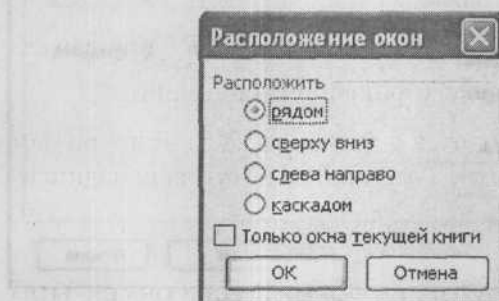 Расположение окон
Расположить
рядом
сверху вниз
слева направо
каскадом
Только окна текущей книги
ОК
Отмена